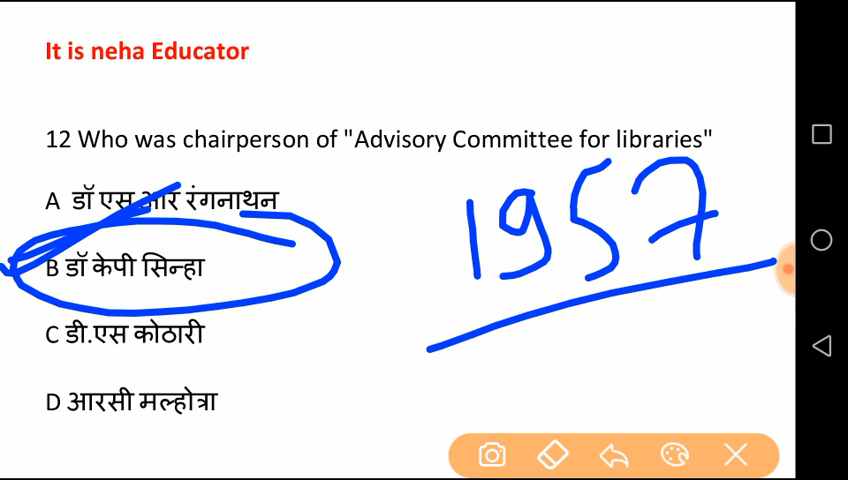 It is neha Educator
12 Who was chairperson of "Advisory Committee for libraries"
A डॉ एस आर रंगनाथन
B डॉ केपी सिन्हा
C डी.एस कोठारी
D आरसी मल्होत्रा
1957